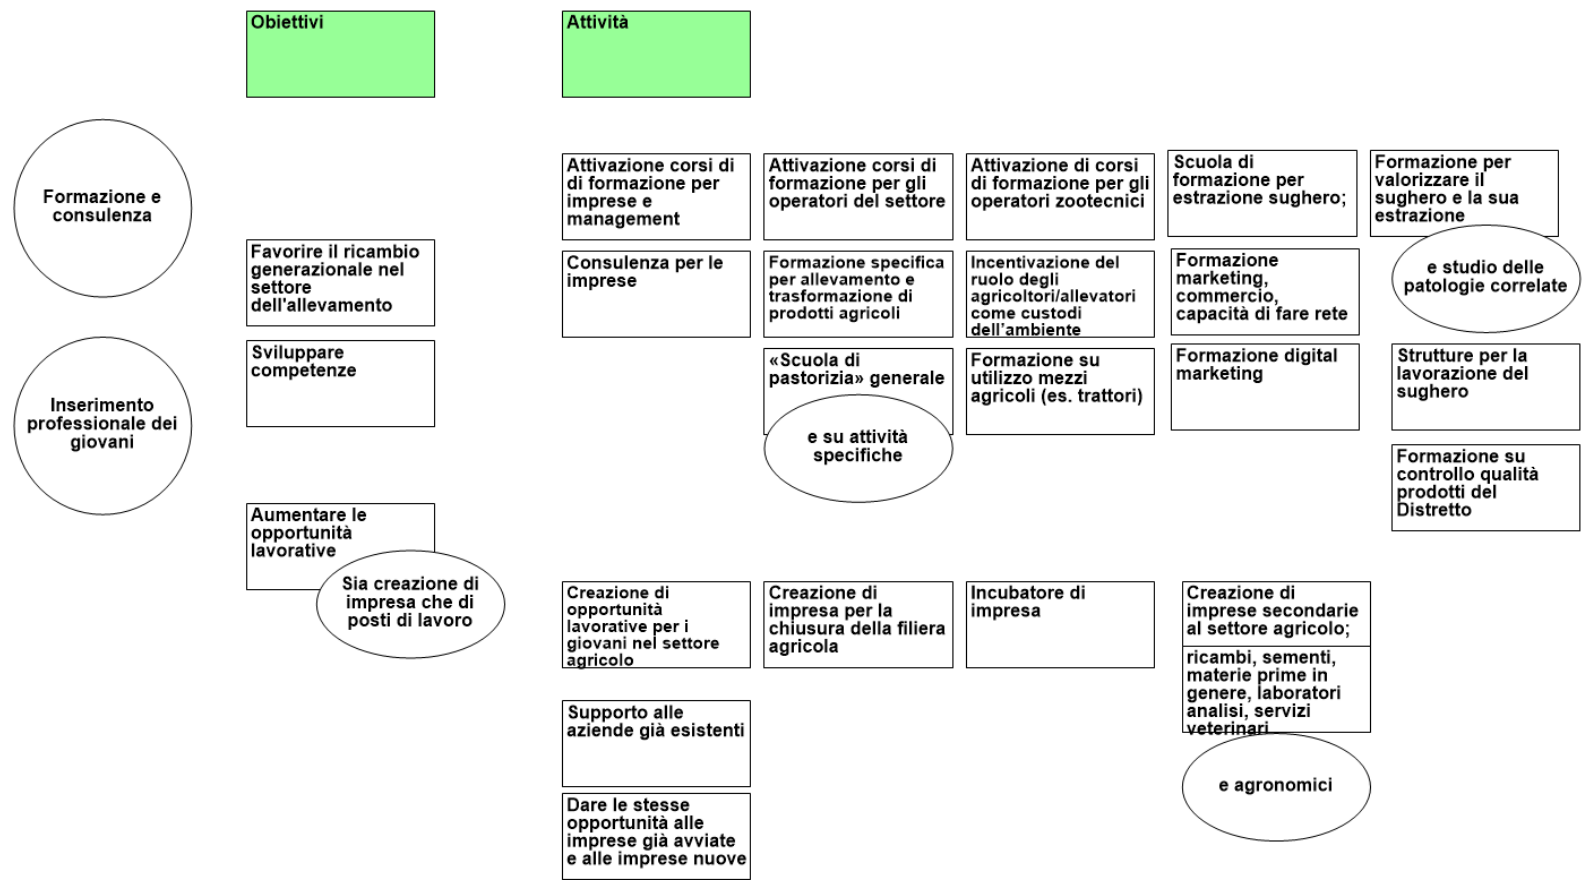 Obiettivi
Attività
Formazione e
consulenza
Inserimento
professionale dei
giovani
Favorire il ricambio
generazionale nel
settore
dell'allevamento
Sviluppare
competenze
Aumentare le
opportunità
lavorative
Sia creazione di
impresa che di
posti di lavoro
Attivazione corsi di
di formazione per
imprese e
management
Attivazione corsi di
formazione per gli
operatori del settore
Attivazione di corsi
di formazione per gli
operatori zootecnici
Scuola di
formazione per
estrazione sughero;
Formazione per
valorizzare il
sughero e la sua
estrazione
e studio delle
patologie correlate
Consulenza per le
imprese
Formazione specifica
per allevamento e
trasformazione di
prodotti agricoli
Incentivazione del
ruolo degli
agricoltori/allevatori
come custodi
dell’ambiente
Formazione
marketing,
commercio,
capacità di fare rete
«Scuola di
pastorizia» generale
e su attività
specifiche
Formazione su
utilizzo mezzi
agricoli (es. trattori)
Formazione digital
marketing
Strutture per la
lavorazione del
sughero
Formazione su
controllo qualità
prodotti del
Distretto
Creazione di
opportunità
lavorative per i
giovani nel settore
agricolo
Creazione di
impresa per la
chiusura della filiera
agricola
Incubatore di
impresa
Creazione di
imprese secondarie
al settore agricolo;
ricambi, sementi,
materie prime in
genere, laboratori
analisi, servizi
veterinari
e agronomici
Supporto alle
aziende già esistenti
Dare le stesse
opportunità alle
imprese già avviate
e alle imprese nuove